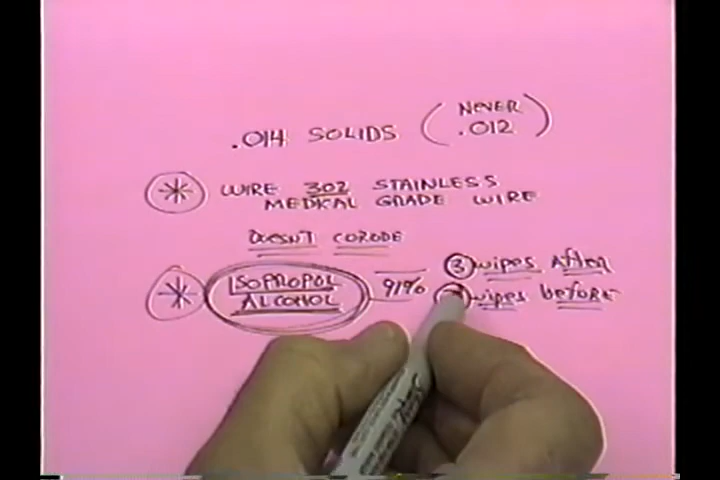 .014 SOLIDS ( NEVER .012 )
* WIRE 302 STAINLESS
MEDICAL GRADE WIRE
DOESN'T CORODE
* ISOPROPOL ALCOHOL 91%
3 wipes AFTER
wipes beFORE
Sharpie